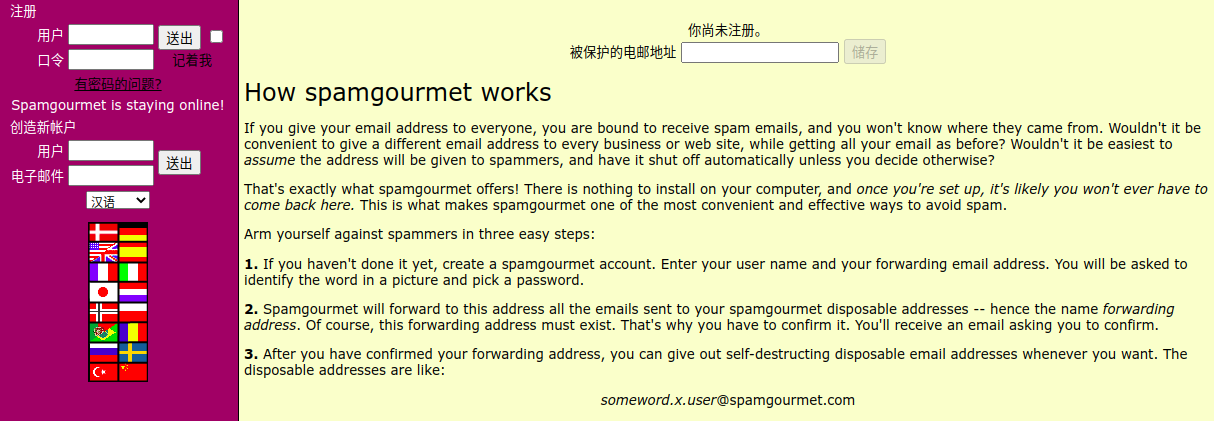 注册
用户
送出
口令
记着我
有密码的问题?
Spamgourmet is staying online!
创造新帐户
用户
送出
电子邮件
汉语
你尚未注册。
被保护的电邮地址
储存
How spamgourmet works
If you give your email address to everyone, you are bound to receive spam emails, and you won't know where they came from. Wouldn't it be
convenient to give a different email address to every business or web site, while getting all your email as before? Wouldn't it be easiest to
assume the address will be given to spammers, and have it shut off automatically unless you decide otherwise?
That's exactly what spamgourmet offers! There is nothing to install on your computer, and once you're set up, it's likely you won't ever have to
come back here. This is what makes spamgourmet one of the most convenient and effective ways to avoid spam.
Arm yourself against spammers in three easy steps:
1. If you haven't done it yet, create a spamgourmet account. Enter your user name and your forwarding email address. You will be asked to
identify the word in a picture and pick a password.
2. Spamgourmet will forward to this address all the emails sent to your spamgourmet disposable addresses -- hence the name forwarding
address. Of course, this forwarding address must exist. That's why you have to confirm it. You'll receive an email asking you to confirm.
3. After you have confirmed your forwarding address, you can give out self-destructing disposable email addresses whenever you want. The
disposable addresses are like:
someword.x.user@spamgourmet.com